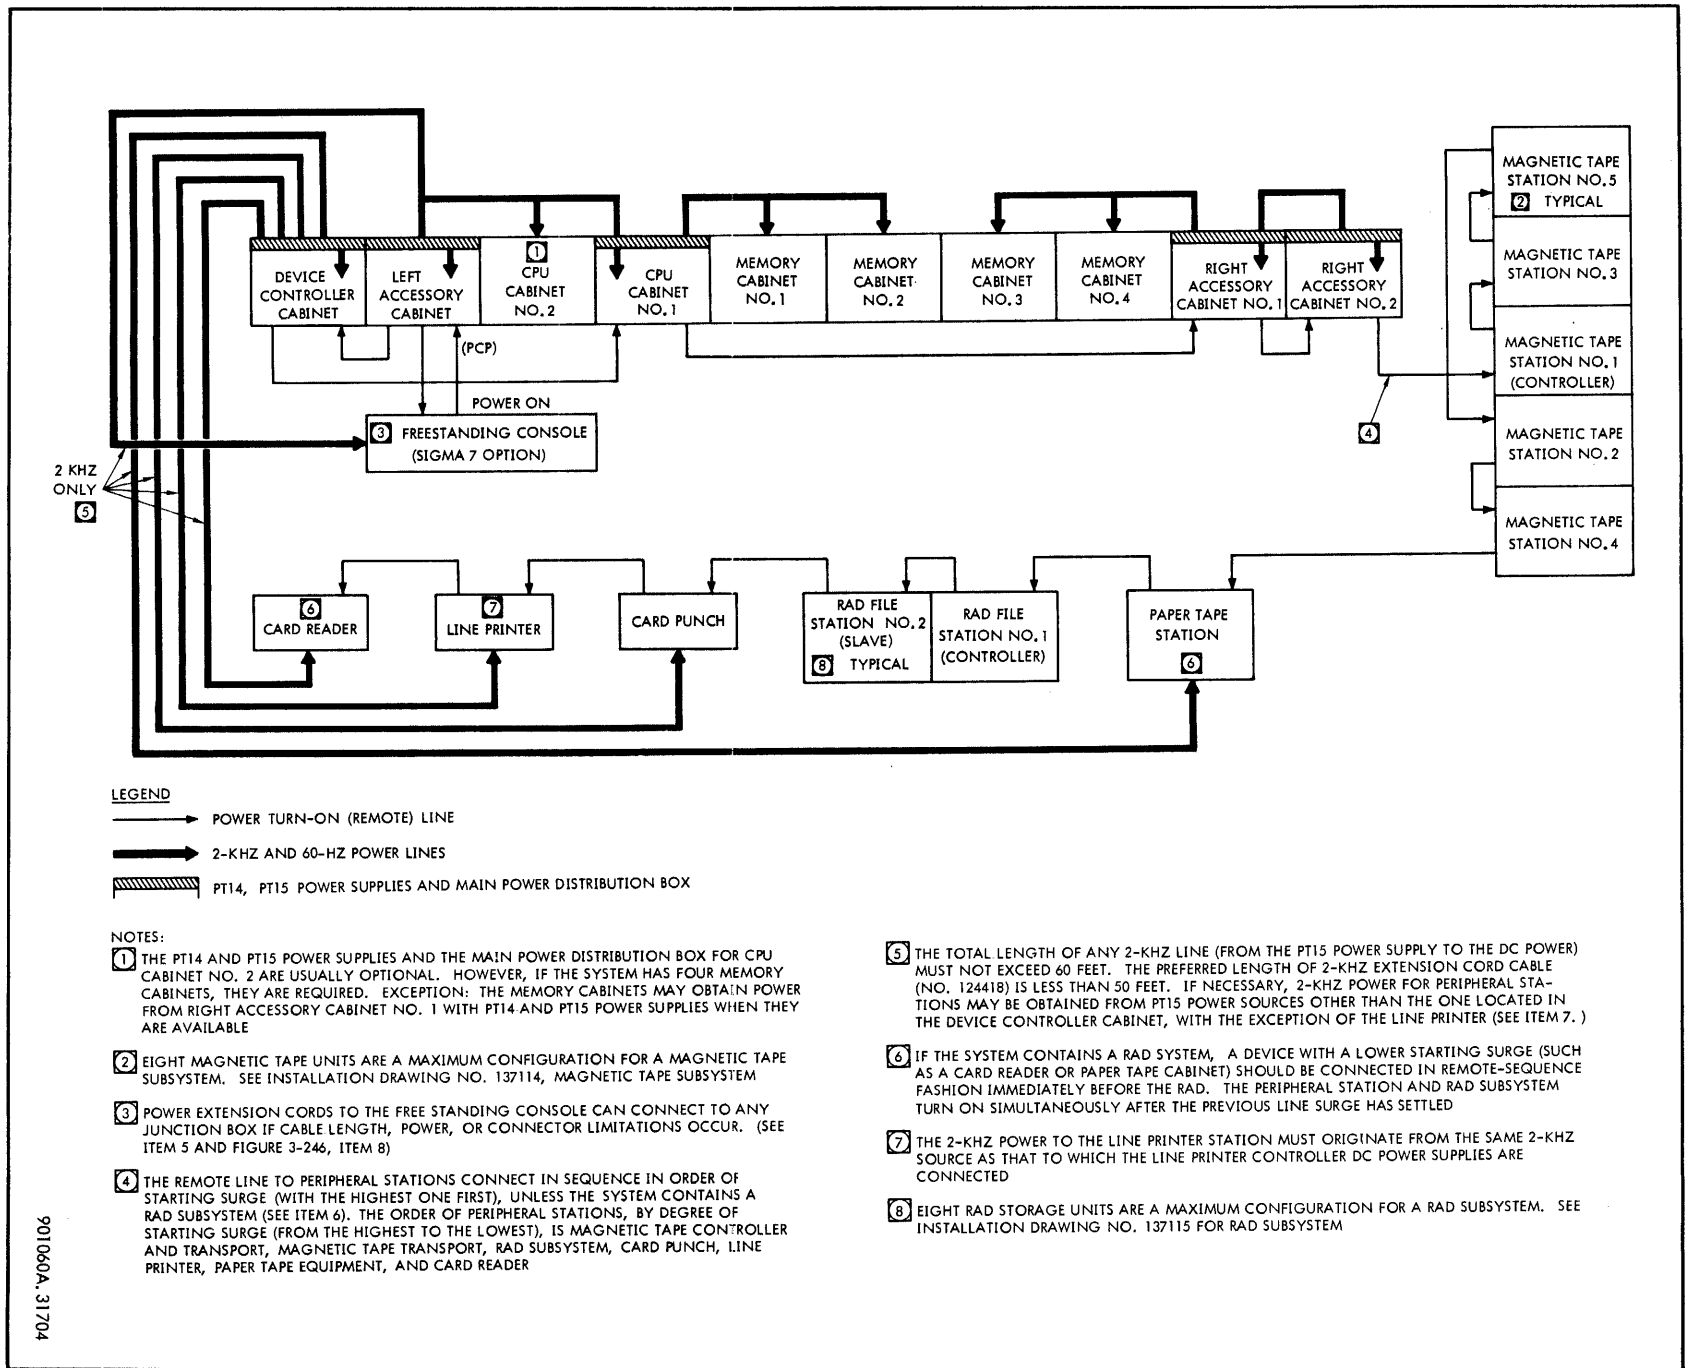 MAGNETIC TAPE
STATION NO.5
2 TYPICAL
MAGNETIC TAPE
STATION NO.3
MAGNETIC TAPE
STATION NO.1
(CONTROLLER)
MAGNETIC TAPE
STATION NO.2
MAGNETIC TAPE
STATION NO.4
DEVICE
CONTROLLER
CABINET
LEFT
ACCESSORY
CABINET
1
CPU
CABINET
NO.2
CPU
CABINET
NO.1
MEMORY
CABINET
NO.1
MEMORY
CABINET
NO.2
MEMORY
CABINET
NO.3
MEMORY
CABINET
NO.4
RIGHT
ACCESSORY
CABINET NO.1
RIGHT
ACCESSORY
CABINET NO.2
(PCP)
POWER ON
3 FREESTANDING CONSOLE
(SIGMA 7 OPTION)
4
2 KHZ
ONLY
5
6
CARD READER
7
LINE PRINTER
CARD PUNCH
RAD FILE
STATION NO.2
(SLAVE)
8 TYPICAL
RAD FILE
STATION NO.1
(CONTROLLER)
PAPER TAPE
STATION
6
LEGEND
POWER TURN-ON (REMOTE) LINE
2-KHZ AND 60-HZ POWER LINES
PT14, PT15 POWER SUPPLIES AND MAIN POWER DISTRIBUTION BOX
NOTES:
1 THE PT14 AND PT15 POWER SUPPLIES AND THE MAIN POWER DISTRIBUTION BOX FOR CPU
CABINET NO. 2 ARE USUALLY OPTIONAL. HOWEVER, IF THE SYSTEM HAS FOUR MEMORY
CABINETS, THEY ARE REQUIRED. EXCEPTION: THE MEMORY CABINETS MAY OBTAIN POWER
FROM RIGHT ACCESSORY CABINET NO. 1 WITH PT14 AND PT15 POWER SUPPLIES WHEN THEY
ARE AVAILABLE
2 EIGHT MAGNETIC TAPE UNITS ARE A MAXIMUM CONFIGURATION FOR A MAGNETIC TAPE
SUBSYSTEM. SEE INSTALLATION DRAWING NO. 137114, MAGNETIC TAPE SUBSYSTEM
3 POWER EXTENSION CORDS TO THE FREE STANDING CONSOLE CAN CONNECT TO ANY
JUNCTION BOX IF CABLE LENGTH, POWER, OR CONNECTOR LIMITATIONS OCCUR. (SEE
ITEM 5 AND FIGURE 3-246, ITEM 8)
4 THE REMOTE LINE TO PERIPHERAL STATIONS CONNECT IN SEQUENCE IN ORDER OF
STARTING SURGE (WITH THE HIGHEST ONE FIRST), UNLESS THE SYSTEM CONTAINS A
RAD SUBSYSTEM (SEE ITEM 6). THE ORDER OF PERIPHERAL STATIONS, BY DEGREE OF
STARTING SURGE (FROM THE HIGHEST TO THE LOWEST), IS MAGNETIC TAPE CONTROLLER
AND TRANSPORT, MAGNETIC TAPE TRANSPORT, RAD SUBSYSTEM, CARD PUNCH, LINE
PRINTER, PAPER TAPE EQUIPMENT, AND CARD READER
5 THE TOTAL LENGTH OF ANY 2-KHZ LINE (FROM THE PT15 POWER SUPPLY TO THE DC POWER)
MUST NOT EXCEED 60 FEET. THE PREFERRED LENGTH OF 2-KHZ EXTENSION CORD CABLE
(NO. 124418) IS LESS THAN 50 FEET. IF NECESSARY, 2-KHZ POWER FOR PERIPHERAL STA-
TIONS MAY BE OBTAINED FROM PT15 POWER SOURCES OTHER THAN THE ONE LOCATED IN
THE DEVICE CONTROLLER CABINET, WITH THE EXCEPTION OF THE LINE PRINTER (SEE ITEM 7. )
6 IF THE SYSTEM CONTAINS A RAD SYSTEM, A DEVICE WITH A LOWER STARTING SURGE (SUCH
AS A CARD READER OR PAPER TAPE CABINET) SHOULD BE CONNECTED IN REMOTE-SEQUENCE
FASHION IMMEDIATELY BEFORE THE RAD. THE PERIPHERAL STATION AND RAD SUBSYSTEM
TURN ON SIMULTANEOUSLY AFTER THE PREVIOUS LINE SURGE HAS SETTLED
7 THE 2-KHZ POWER TO THE LINE PRINTER STATION MUST ORIGINATE FROM THE SAME 2-KHZ
SOURCE AS THAT TO WHICH THE LINE PRINTER CONTROLLER DC POWER SUPPLIES ARE
CONNECTED
8 EIGHT RAD STORAGE UNITS ARE A MAXIMUM CONFIGURATION FOR A RAD SUBSYSTEM. SEE
INSTALLATION DRAWING NO. 137115 FOR RAD SUBSYSTEM
901060A. 31704